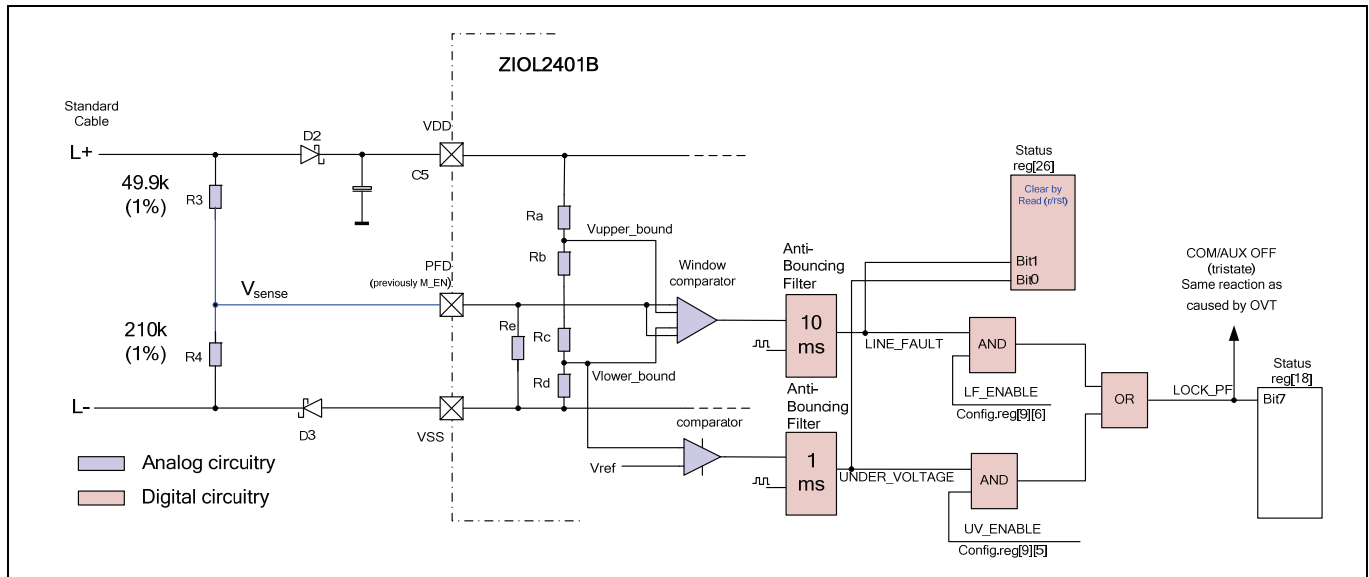 ZIOL2401B
Standard
Cable
L+
D2
VDD
C5
49.9k
(1%)
R3
Ra
Vupper_bound
Rb
PFD
(previously M_EN)
Vsense
Window
comparator
Anti-
Bouncing
Filter
10
ms
LINE_FAULT
Status
reg[26]
Clear by
Read (r/rst)
Bit1
Bit0
COM/AUX OFF
(tristate)
Same reaction as
caused by OVT
210k
(1%)
R4
Re
Rc
Vlower_bound
Rd
AND
LF_ENABLE
Config.reg[9][6]
OR
LOCK_PF
Status
reg[18]
Bit7
L-
D3
VSS
comparator
Vref
Anti-
Bouncing
Filter
1
ms
UNDER_VOLTAGE
AND
UV_ENABLE
Config.reg[9][5]
Analog circuitry
Digital circuitry